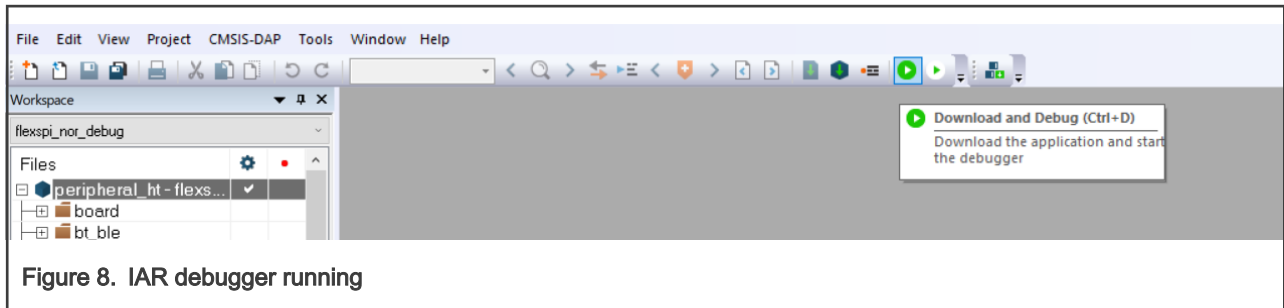 File Edit View Project CMSIS-DAP Tools Window Help
Workspace
flexspi_nor_debug
Files
peripheral_ht - flexs...
board
bt_ble
Download and Debug (Ctrl+D)
Download the application and start
the debugger
Figure 8. IAR debugger running